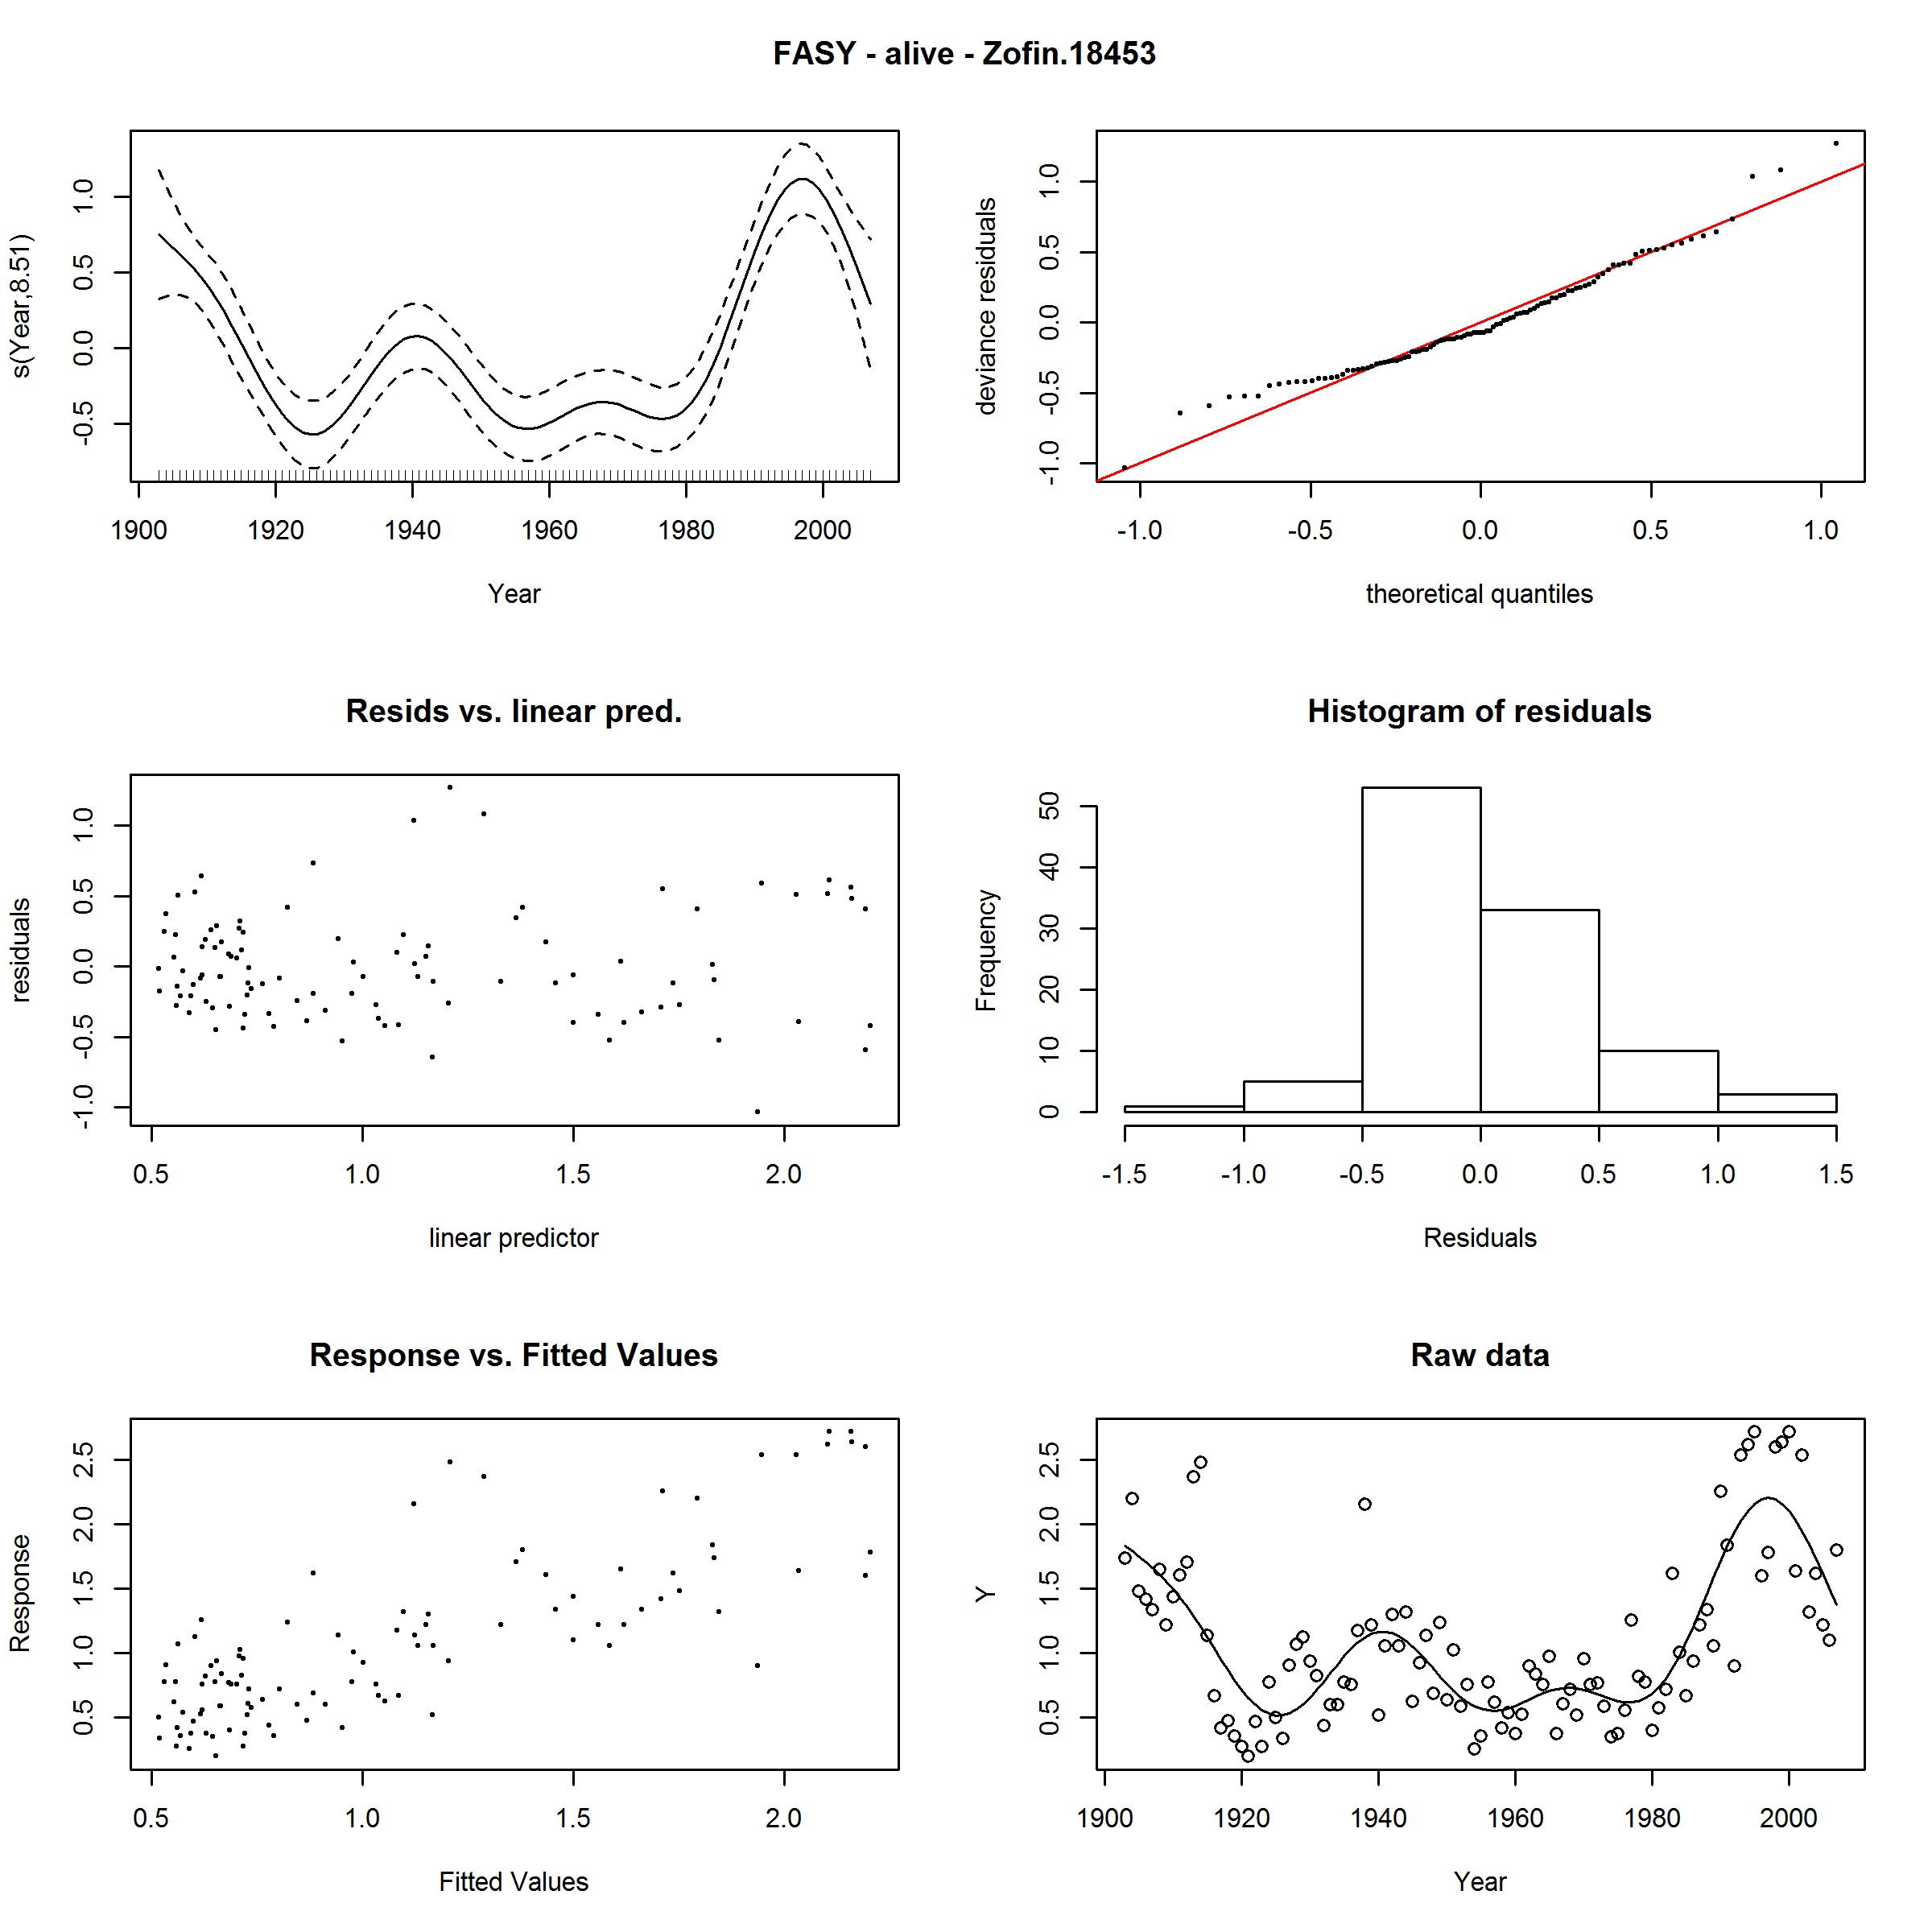 FASY - alive - Zofin.18453
s(Year,8.51)
1.0
0.5
0.0
-0.5
1900 1920 1940 1960 1980 2000
Year
deviance residuals
1.0
0.5
0.0
-0.5
-1.0
-1.0 -0.5 0.0 0.5 1.0
theoretical quantiles
Resids vs. linear pred.
residuals
1.0
0.5
0.0
-0.5
-1.0
0.5 1.0 1.5 2.0
linear predictor
Histogram of residuals
Frequency
50
40
30
20
10
0
-1.5 -1.0 -0.5 0.0 0.5 1.0 1.5
Residuals
Response vs. Fitted Values
Response
2.5
2.0
1.5
1.0
0.5
0.5 1.0 1.5 2.0
Fitted Values
Raw data
Y
2.5
2.0
1.5
1.0
0.5
1900 1920 1940 1960 1980 2000
Year